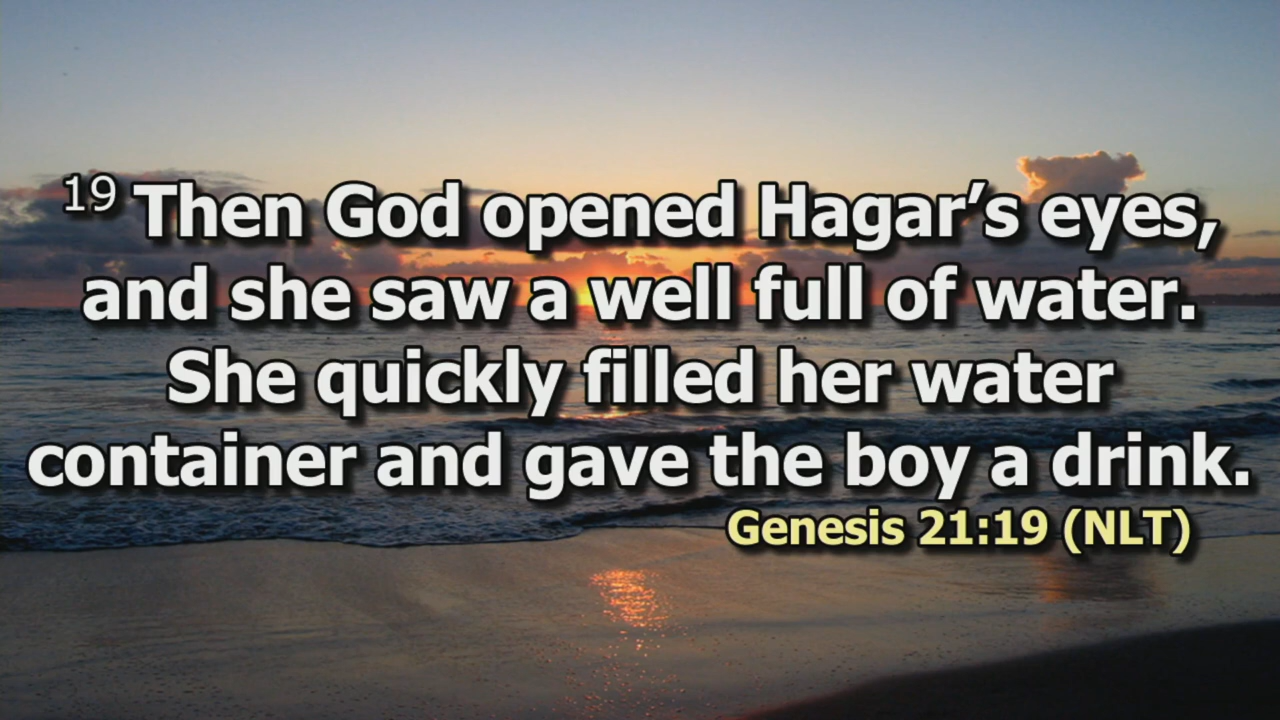 19 Then God opened Hagar’s eyes,
and she saw a well full of water.
She quickly filled her water
container and gave the boy a drink.
Genesis 21:19 (NLT)